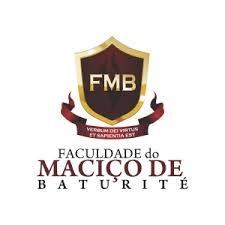 FMB
VERBUM DEI VIRTUS
ET SAPIENTIA EST
FACULDADE do
MACIÇO DE
BATURITÉ